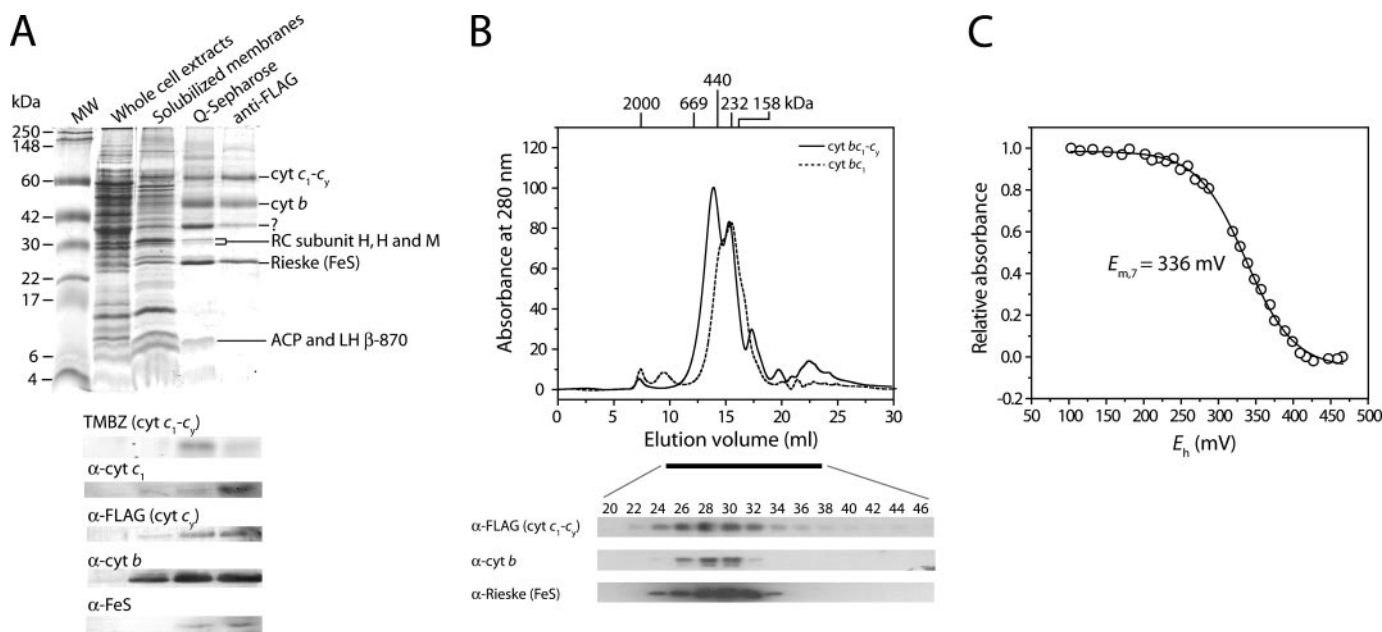 A
kDa
MW
Whole cell extracts
Solubilized membranes
Q-Sepharose
anti-FLAG
250
148
60
42
30
22
17
6
4
cyt c1-cy
cyt b
?
RC subunit H, H and M
Rieske (FeS)
ACP and LH β-870
TMBZ (cyt c1-cy)
α-cyt c1
α-FLAG (cyt cy)
α-cyt b
α-FeS
B
440
2000 669 232 158 kDa
Absorbance at 280 nm
120
100
80
60
40
20
0
cyt bc1-cy
cyt bc1
0 5 10 15 20 25 30
Elution volume (ml)
20 22 24 26 28 30 32 34 36 38 40 42 44 46
α-FLAG (cyt c1-cy)
α-cyt b
α-Rieske (FeS)
C
Relative absorbance
1.0
0.8
0.6
0.4
0.2
0.0
-0.2
Em,7 = 336 mV
50 100 150 200 250 300 350 400 450 500
Eh (mV)